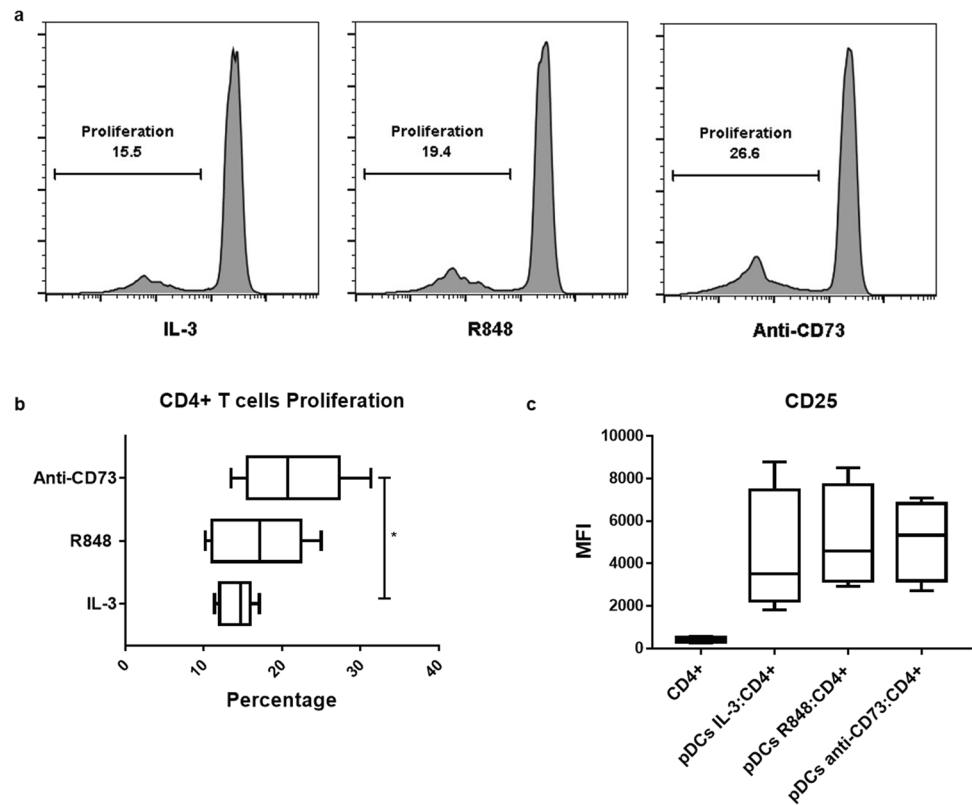 a
Proliferation
15.5
Proliferation
19.4
Proliferation
26.6
IL-3
R848
Anti-CD73
b
CD4+ T cells Proliferation
Anti-CD73
R848
IL-3
*
0
10
20
30
40
Percentage
c
CD25
10000
8000
6000
4000
2000
0
MFI
CD4+
pDCs IL-3:CD4+
pDCs R848:CD4+
pDCs anti-CD73:CD4+